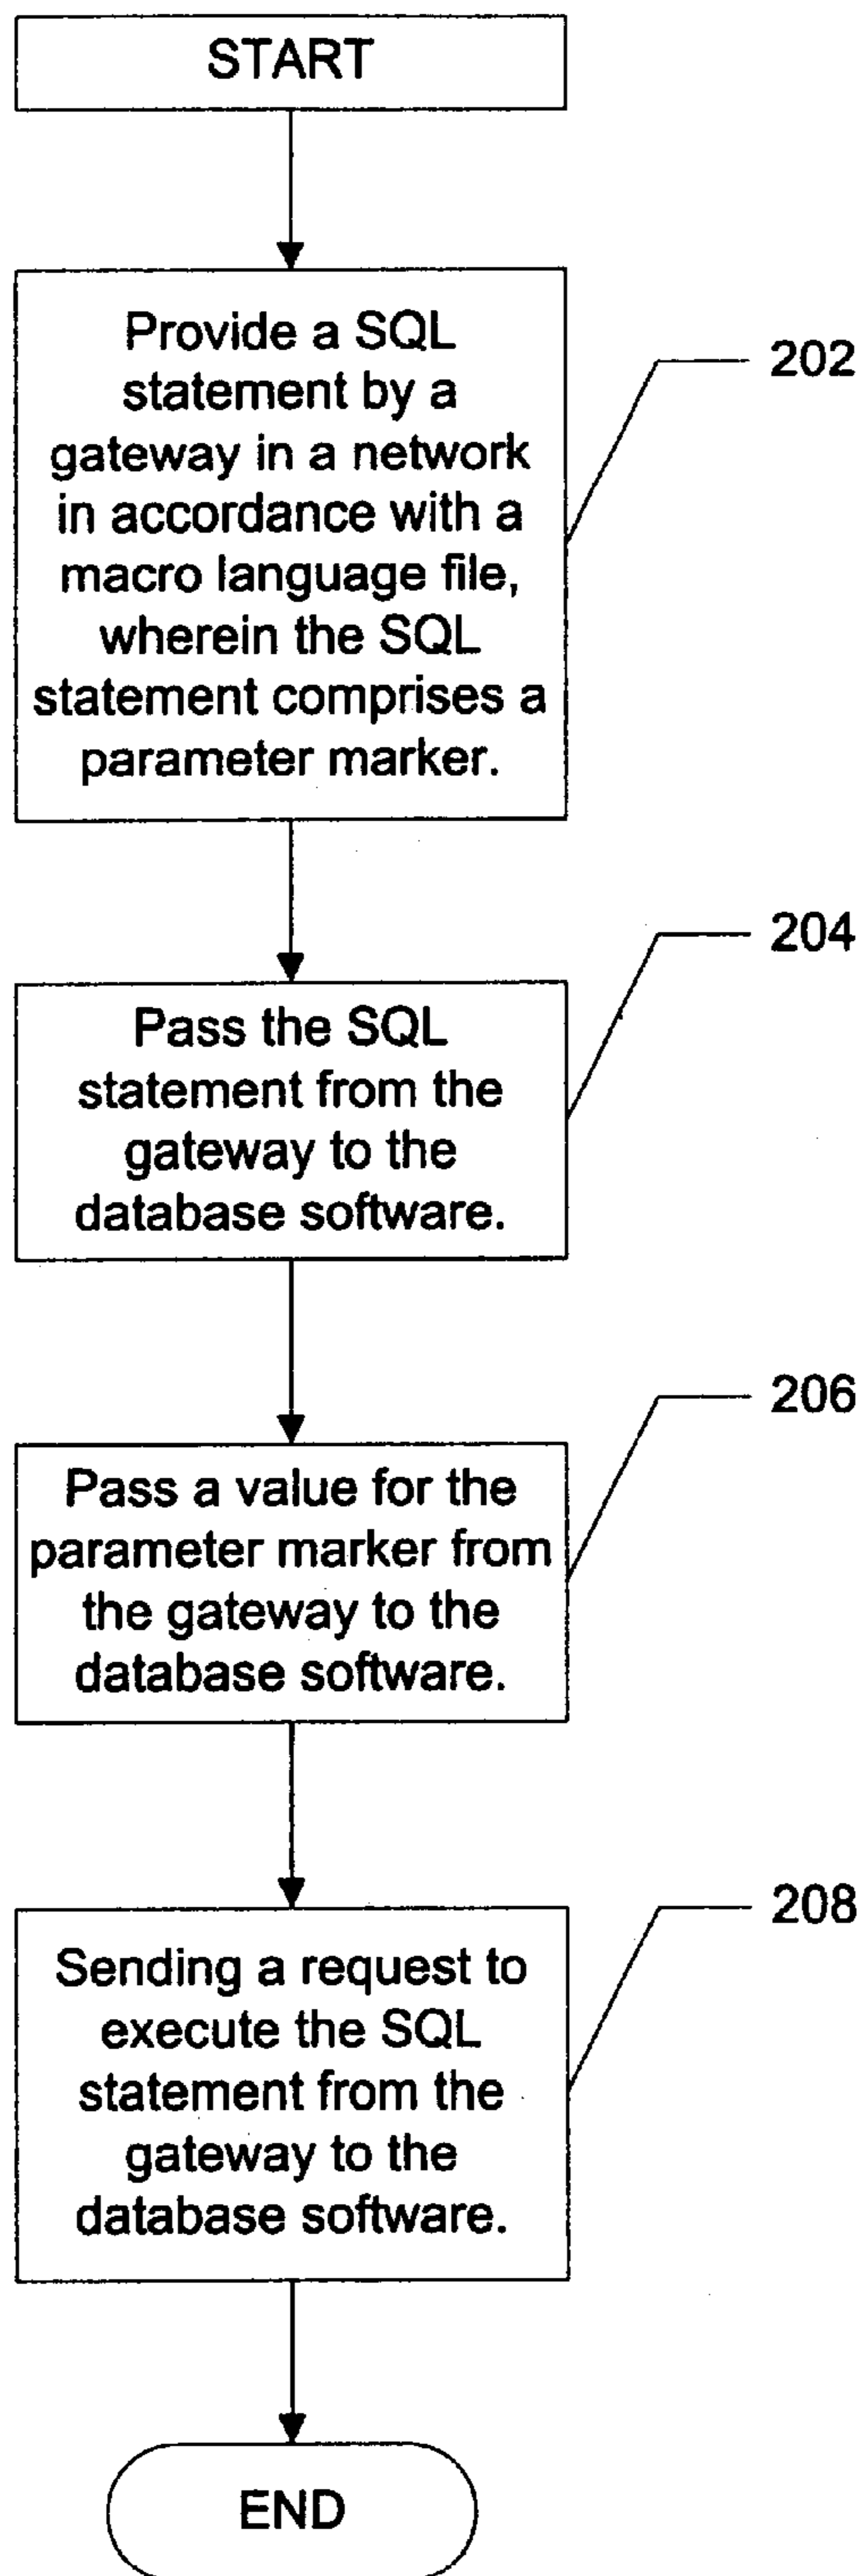 START
Provide a SQL
statement by a
gateway in a network
in accordance with a
macro language file,
wherein the SQL
statement comprises a
parameter marker.
202
Pass the SQL
statement from the
gateway to the
database software.
204
Pass a value for the
parameter marker from
the gateway to the
database software.
206
Sending a request to
execute the SQL
statement from the
gateway to the
database software.
208
END